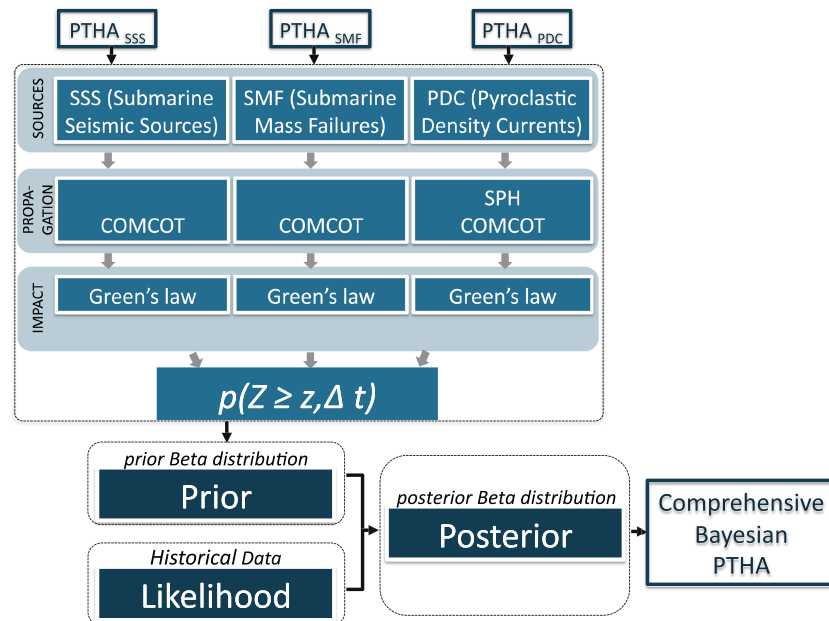 PTHA SSS
PTHA SMF
PTHA PDC
SOURCES
SSS (Submarine
Seismic Sources)
SMF (Submarine
Mass Failures)
PDC (Pyroclastic
Density Currents)
PROPA-
GATION
COMCOT
COMCOT
SPH
COMCOT
IMPACT
Green's law
Green's law
Green's law
p(Z ≥ z,Δ t)
prior Beta distribution
Prior
Historical Data
Likelihood
posterior Beta distribution
Posterior
Comprehensive
Bayesian
PTHA